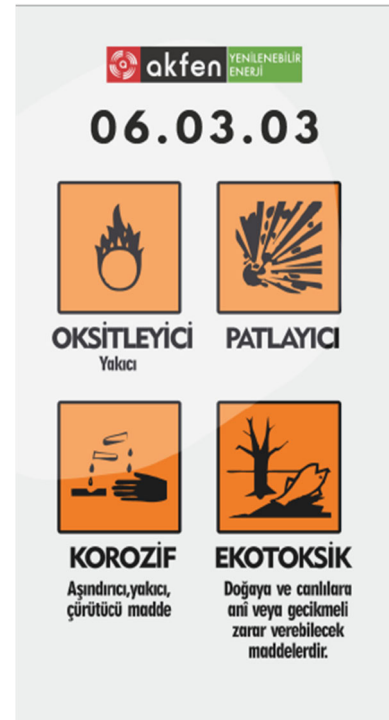 akfen YENİLENEBİLİR
ENERJİ
06.03.03
OKSİTLEYİCİ
Yakıcı
PATLAYICI
KOROZİF
Aşındırıcı,yakıcı,
çürütücü madde
EKOTOKSİK
Doğaya ve canlılara
anî veya gecikmeli
zarar verebilecek
maddelerdir.